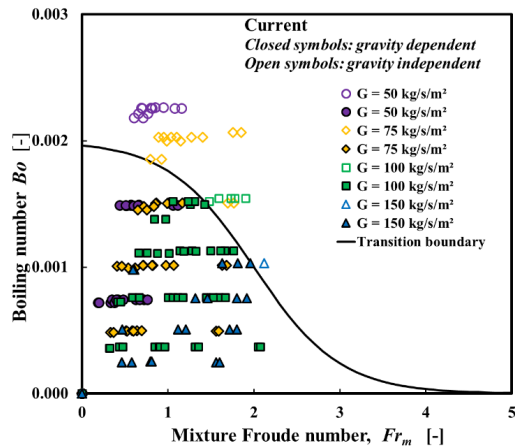 Current
Closed symbols: gravity dependent
Open symbols: gravity independent
G = 50 kg/s/m²
G = 50 kg/s/m²
G = 75 kg/s/m²
G = 75 kg/s/m²
G = 100 kg/s/m²
G = 100 kg/s/m²
G = 150 kg/s/m²
G = 150 kg/s/m²
Transition boundary
0.003
0.002
0.001
0.000
Boiling number Bo [-]
0 1 2 3 4 5
Mixture Froude number, Frₘ [-]